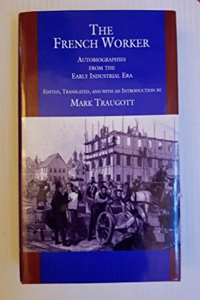 THE
FRENCH WORKER
AUTOBIOGRAPHIES
FROM THE
EARLY INDUSTRIAL ERA
EDITED, TRANSLATED, AND WITH AN INTRODUCTION BY
MARK TRAUGOTT